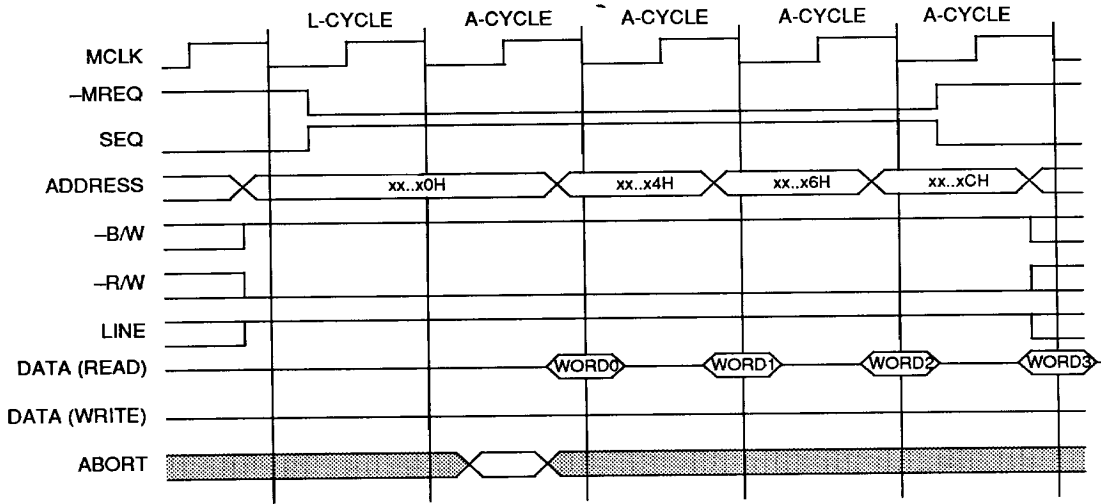 L-CYCLE A-CYCLE A-CYCLE A-CYCLE A-CYCLE
MCLK
–MREQ
SEQ
ADDRESS xx..x0H xx..x4H xx..x6H xx..xCH
–B/W
–R/W
LINE
DATA (READ) WORD0 WORD1 WORD2 WORD3
DATA (WRITE)
ABORT